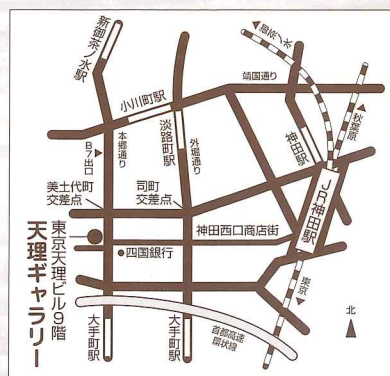 新御茶ノ水駅
御茶ノ水
小川町駅
靖国通り
秋葉原
B7出口
本郷通り
淡路町駅
外堀通り
神田駅
美土代町
交差点
司町
交差点
JR神田駅
東京天理ビル9階
天理ギャラリー
四国銀行
神田西口商店街
東京
大手町駅
大手町駅
首都高速
環状線
北